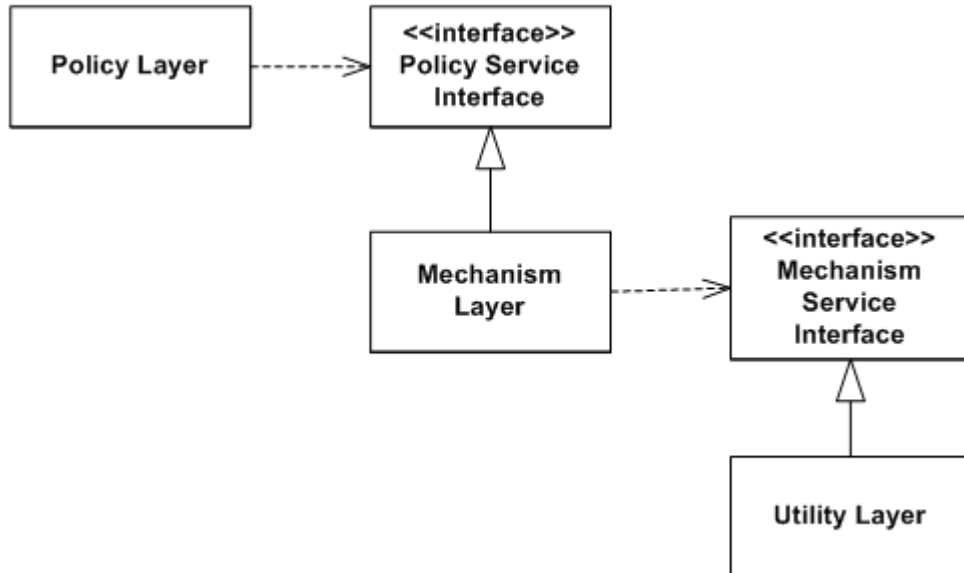 Policy Layer
<<interface>>
Policy Service
Interface
Mechanism
Layer
<<interface>>
Mechanism
Service
Interface
Utility Layer